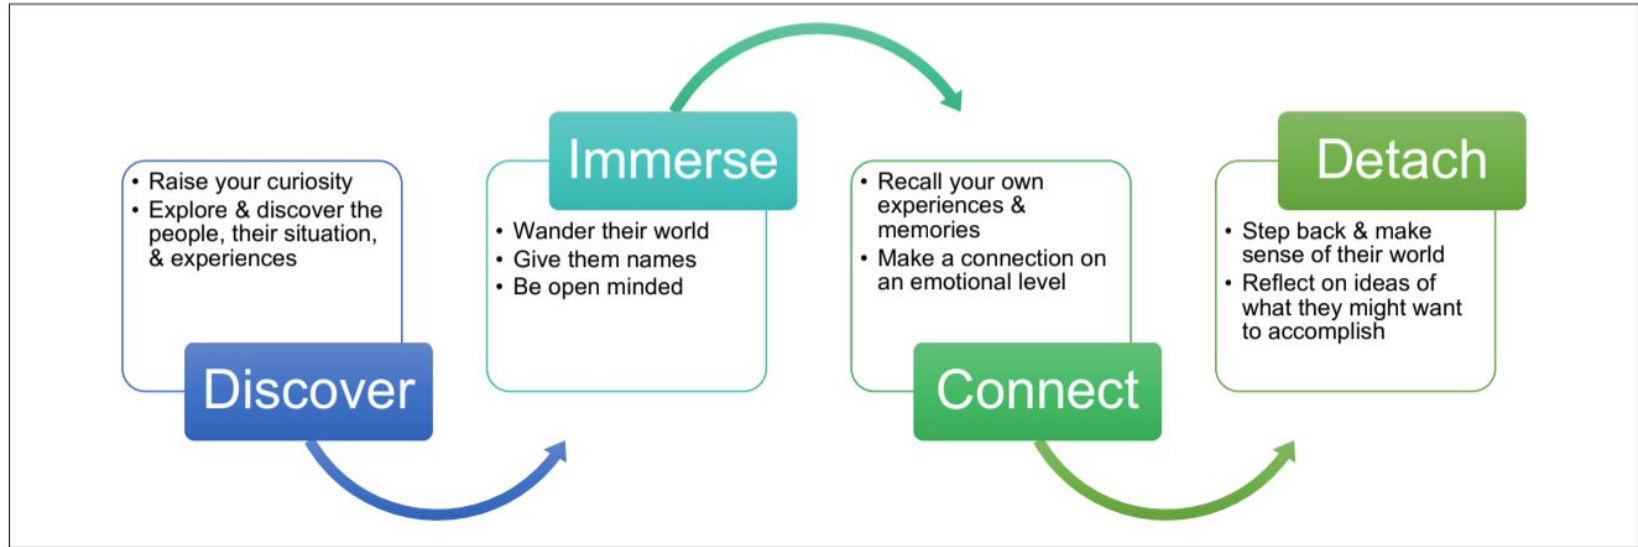 • Raise your curiosity
• Explore & discover the
people, their situation,
& experiences
Discover
Immerse
• Wander their world
• Give them names
• Be open minded
• Recall your own
experiences &
memories
• Make a connection on
an emotional level
Connect
Detach
• Step back & make
sense of their world
• Reflect on ideas of
what they might want
to accomplish